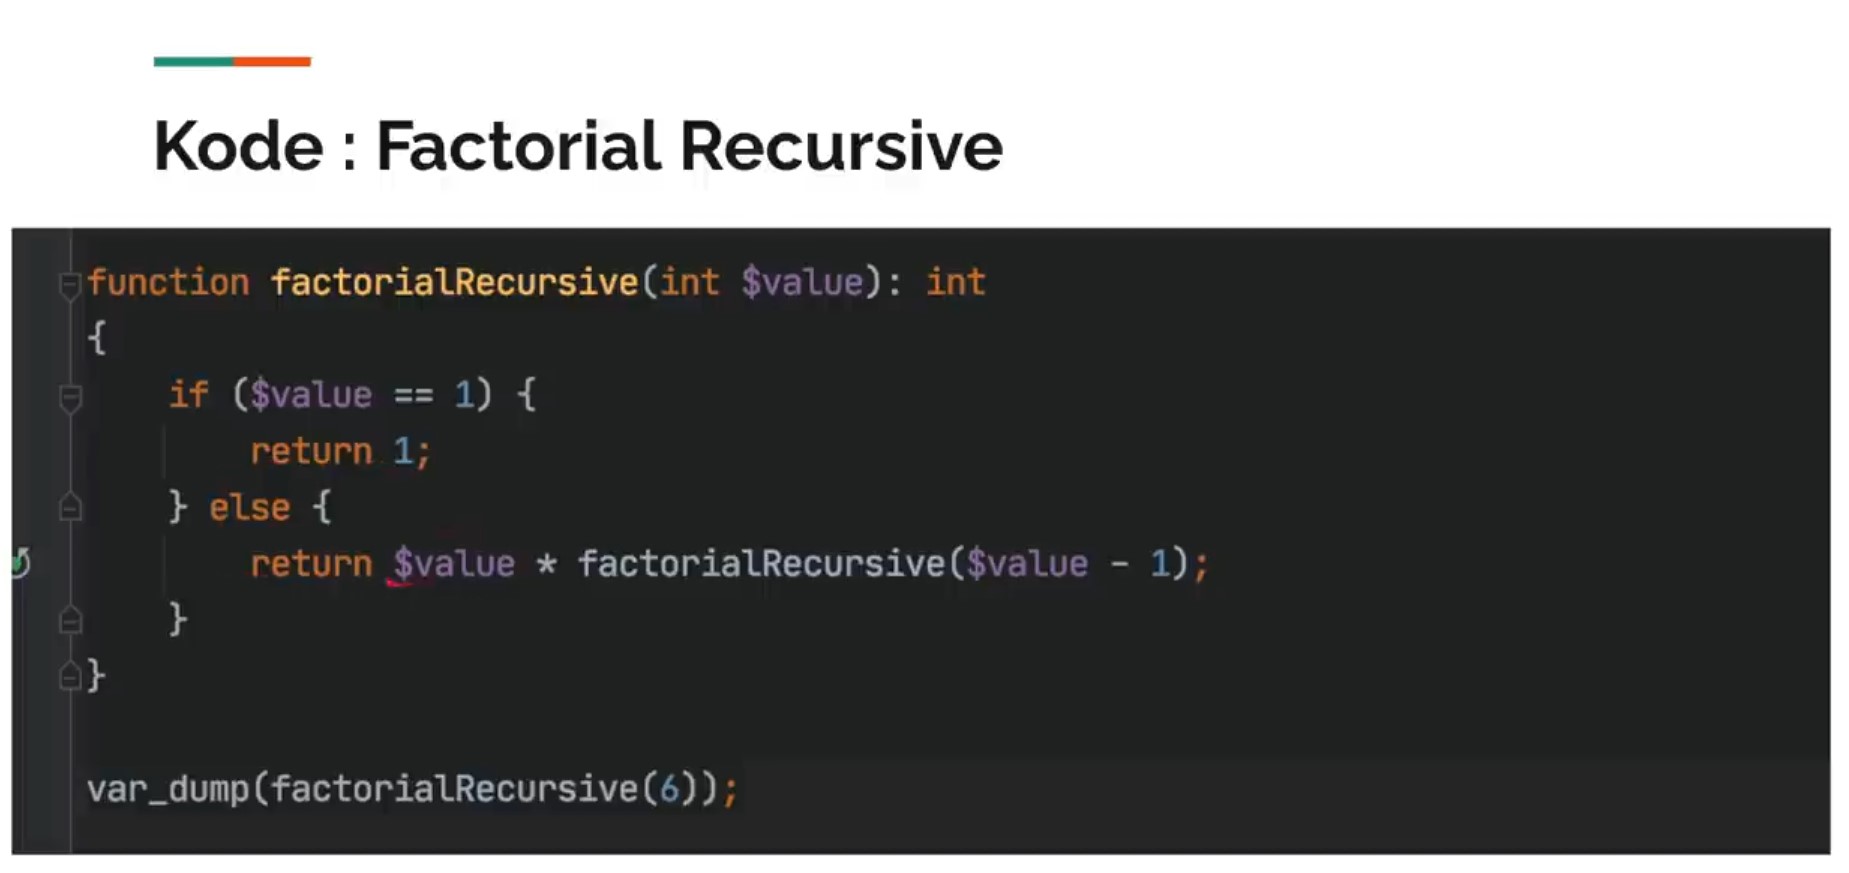 Kode : Factorial Recursive
function factorialRecursive(int $value): int
{
    if ($value == 1) {
        return 1;
    } else {
        return $value * factorialRecursive($value - 1);
    }
}
var_dump(factorialRecursive(6));